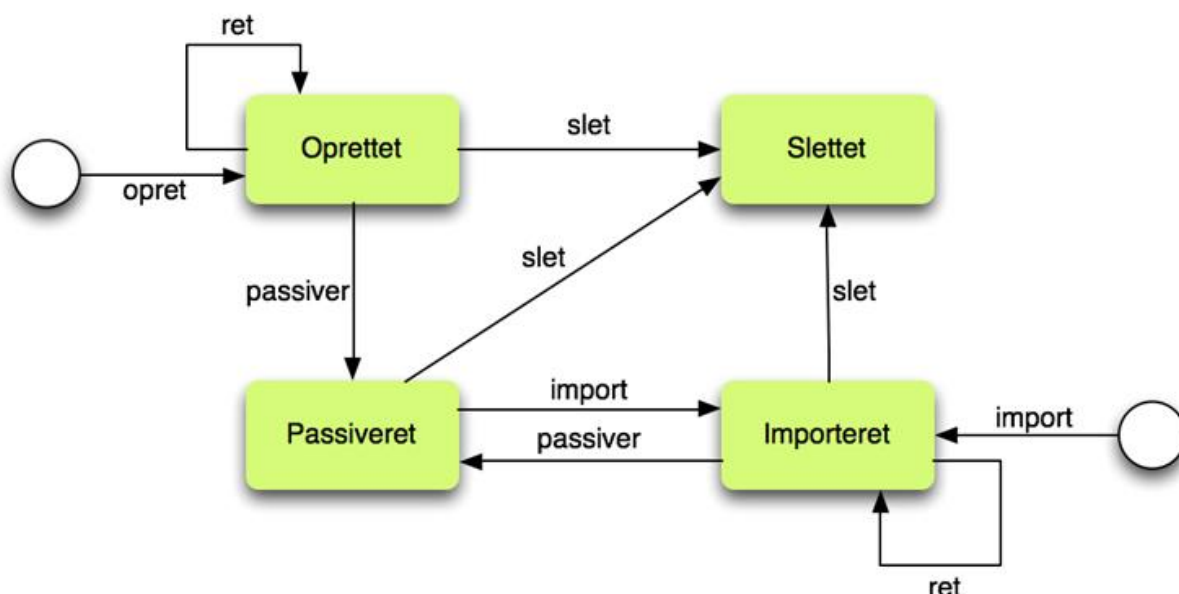 ret
Oprettet
slet
Slettet
opret
slet
passiver
slet
Passiveret
import
passiver
Importeret
import
ret